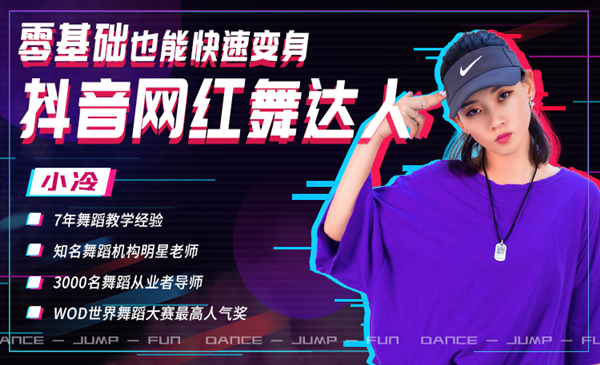 零基础也能快速变身
抖音网红舞达人
小冷
7年舞蹈教学经验
知名舞蹈机构明星老师
3000名舞蹈从业者导师
WOD世界舞蹈大赛最高人气奖
DANCE — JUMP — FUN DANCE — JUMP — FUN DANCE —